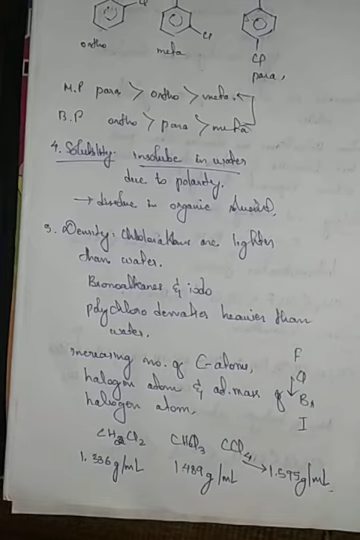 Cl
Cl
Cl
ortho
meta
para,
M.P para > ortho > meta
B.P ortho > para > meta
4. Solubility: insoluble in water
due to polarity.
→ dissolve in organic
5. Density: chloroalkanes are lighter
than water.
Bromoalkanes, & iodo
polychloro derivatives heavier than
water.
increasing no. of C-atoms,
halogen atom & ad. mass of
halogen atom,
F
Cl
Br
I
CH2Cl2 CHCl3 CCl4
1.336g/mL 1.489g/mL 1.595g/mL